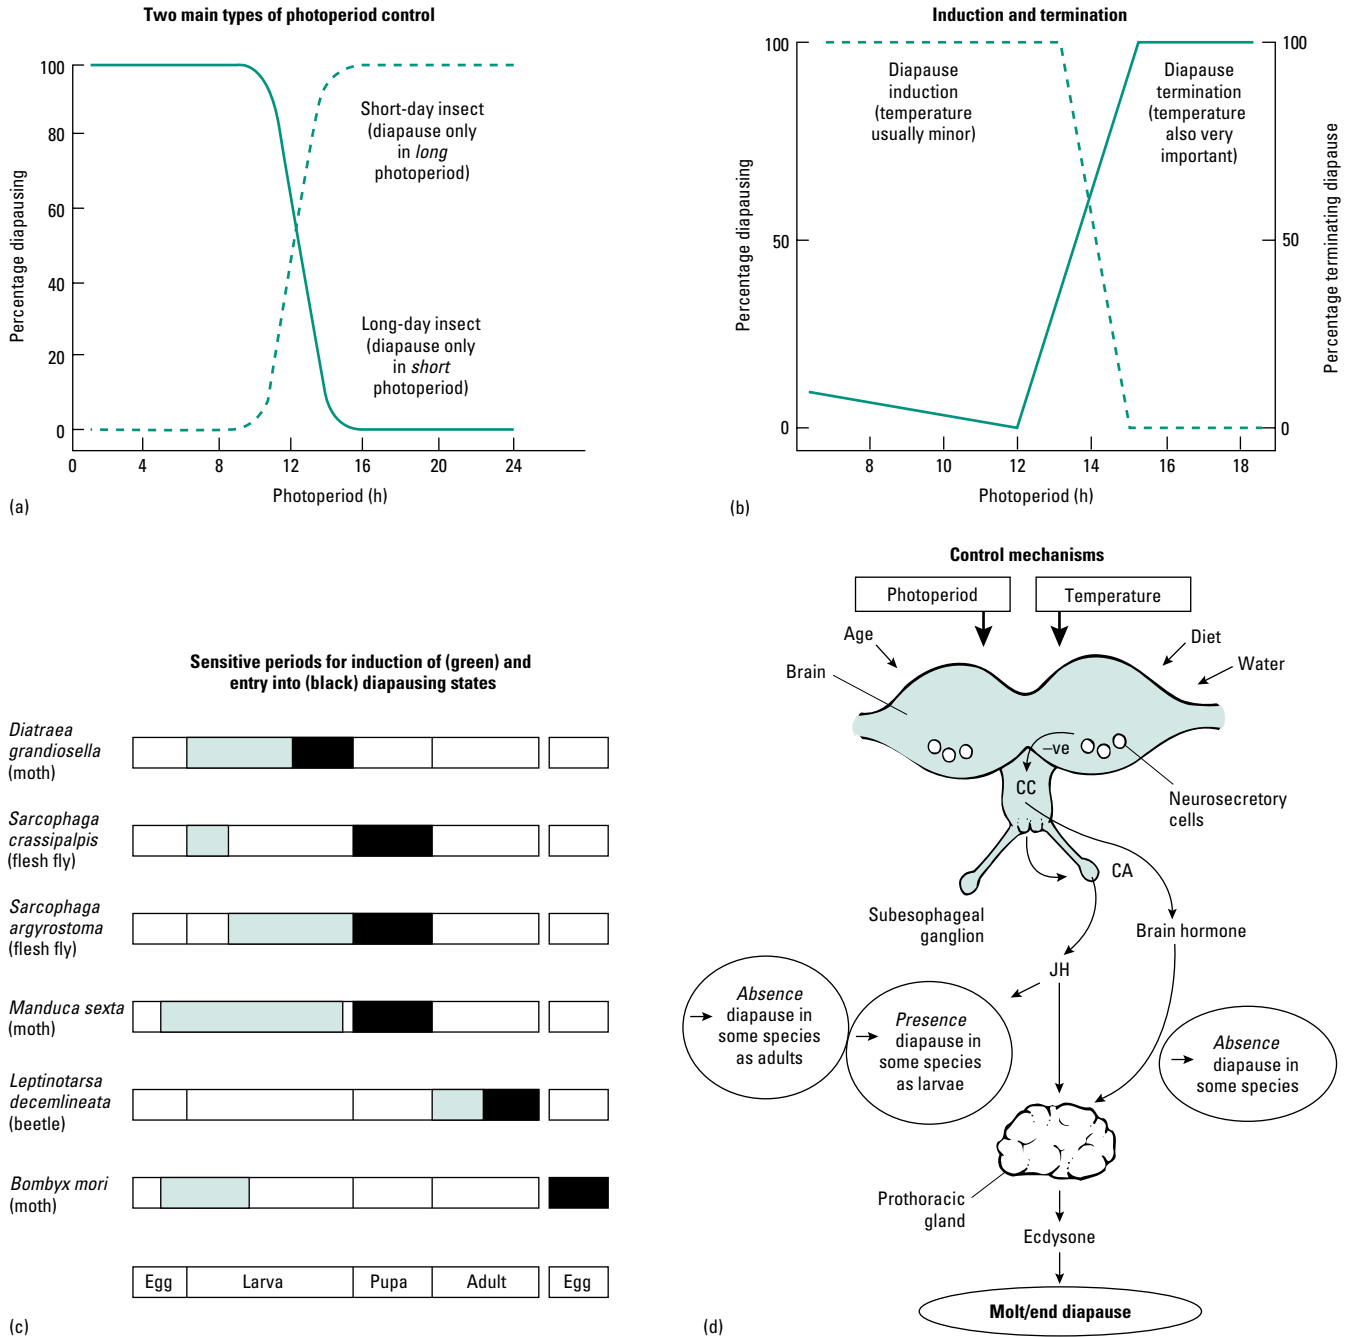 Two main types of photoperiod control
100
80
60
40
20
0
Percentage diapausing
Short-day insect
(diapause only
in long
photoperiod)
Long-day insect
(diapause only
in short
photoperiod)
0 4 8 12 16 20 24
Photoperiod (h)
(a)
Induction and termination
100
50
0
Percentage diapausing
Diapause
induction
(temperature
usually minor)
Diapause
termination
(temperature
also very
important)
100
50
0
Percentage terminating diapause
8 10 12 14 16 18
Photoperiod (h)
(b)
Sensitive periods for induction of (green) and
entry into (black) diapausing states
Diatraea
grandiosella
(moth)
Sarcophaga
crassipalpis
(flesh fly)
Sarcophaga
argyrostoma
(flesh fly)
Manduca sexta
(moth)
Leptinotarsa
decemlineata
(beetle)
Bombyx mori
(moth)
Egg Larva Pupa Adult Egg
(c)
Control mechanisms
Photoperiod
Temperature
Age
Diet
Water
Brain
–ve
CC
Neurosecretory
cells
CA
Subesophageal
ganglion
Brain hormone
JH
Absence
diapause in
some species
as adults
Presence
diapause in
some species
as larvae
Absence
diapause in
some species
Prothoracic
gland
Ecdysone
Molt/end diapause
(d)